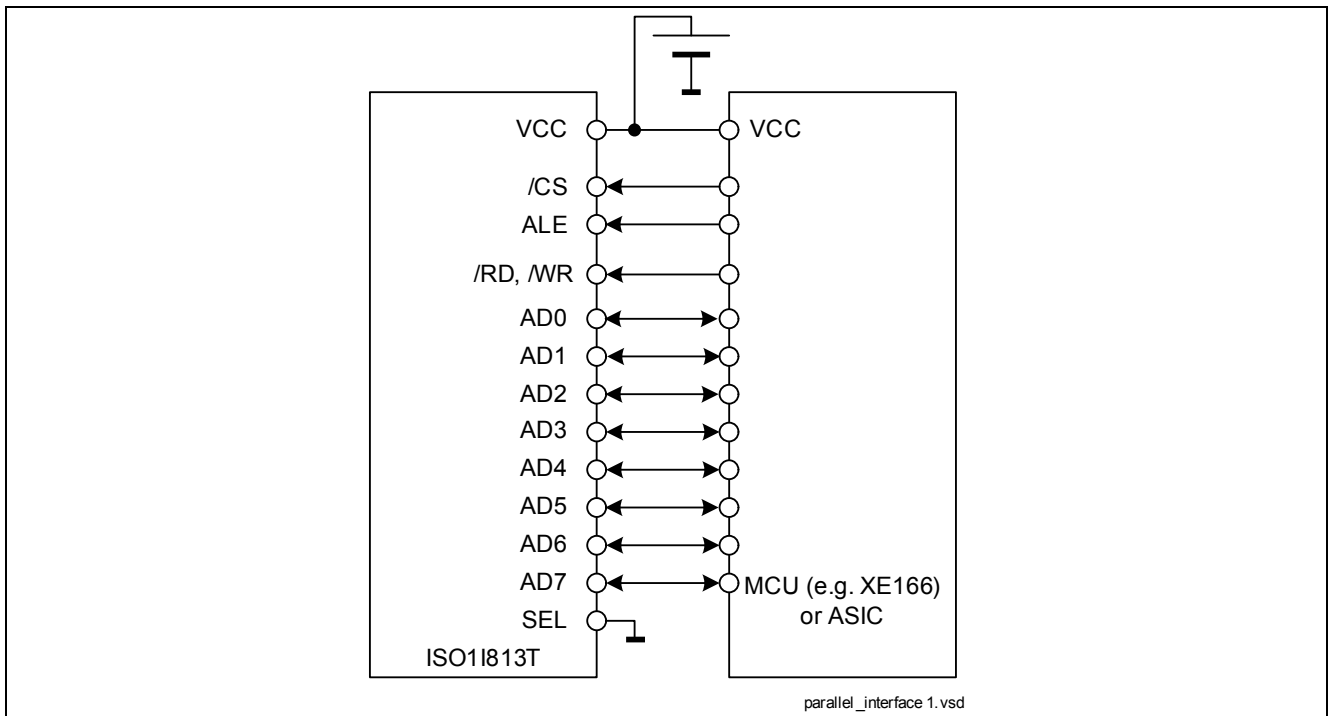 VCC VCC
/CS
ALE
/RD, /WR
AD0
AD1
AD2
AD3
AD4
AD5
AD6
AD7 MCU (e.g. XE166)
SEL or ASIC
ISO1I813T
parallel_interface 1.vsd